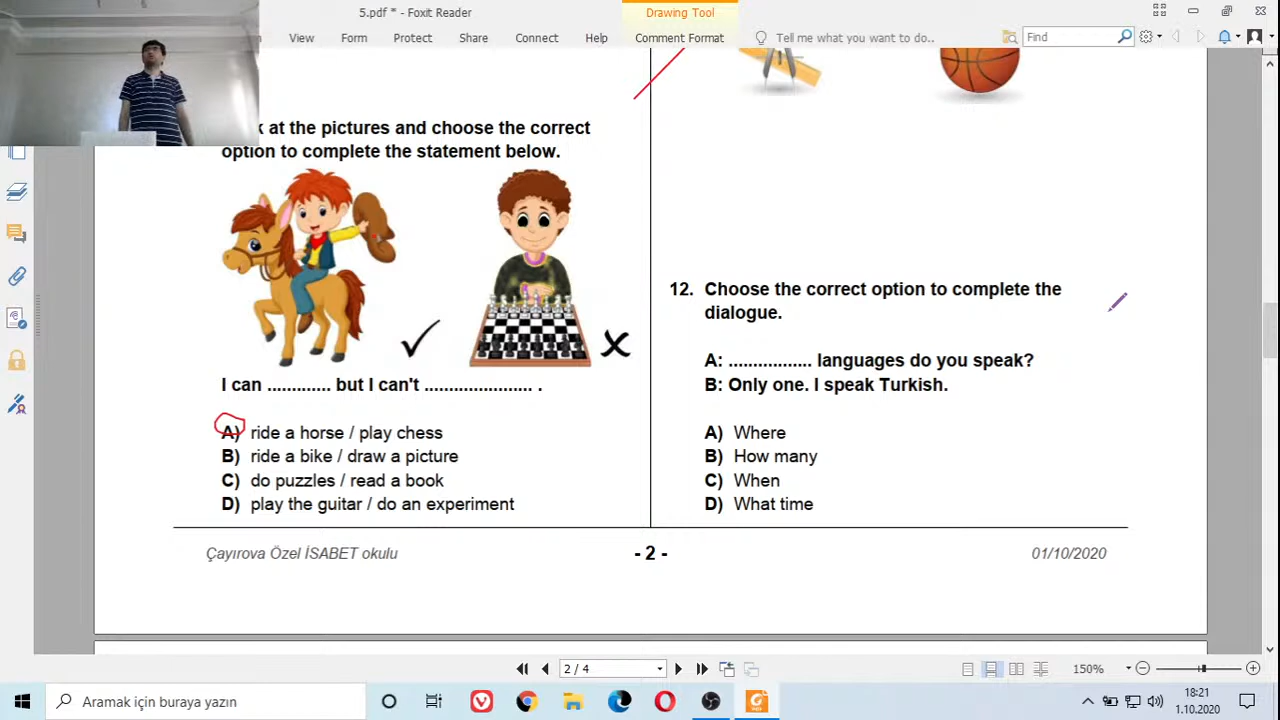 5.pdf * - Foxit Reader
Drawing Tool
View
Form
Protect
Share
Connect
Help
Comment Format
Tell me what you want to do..
Find
at the pictures and choose the correct
option to complete the statement below.
I can ............. but I can't ...................... .
A) ride a horse / play chess
B) ride a bike / draw a picture
C) do puzzles / read a book
D) play the guitar / do an experiment
12. Choose the correct option to complete the
dialogue.
A: ................. languages do you speak?
B: Only one. I speak Turkish.
A) Where
B) How many
C) When
D) What time
Çayırova Özel İSABET okulu
- 2 -
01/10/2020
2 / 4
150%
Aramak için buraya yazın
18:21
1.10.2020